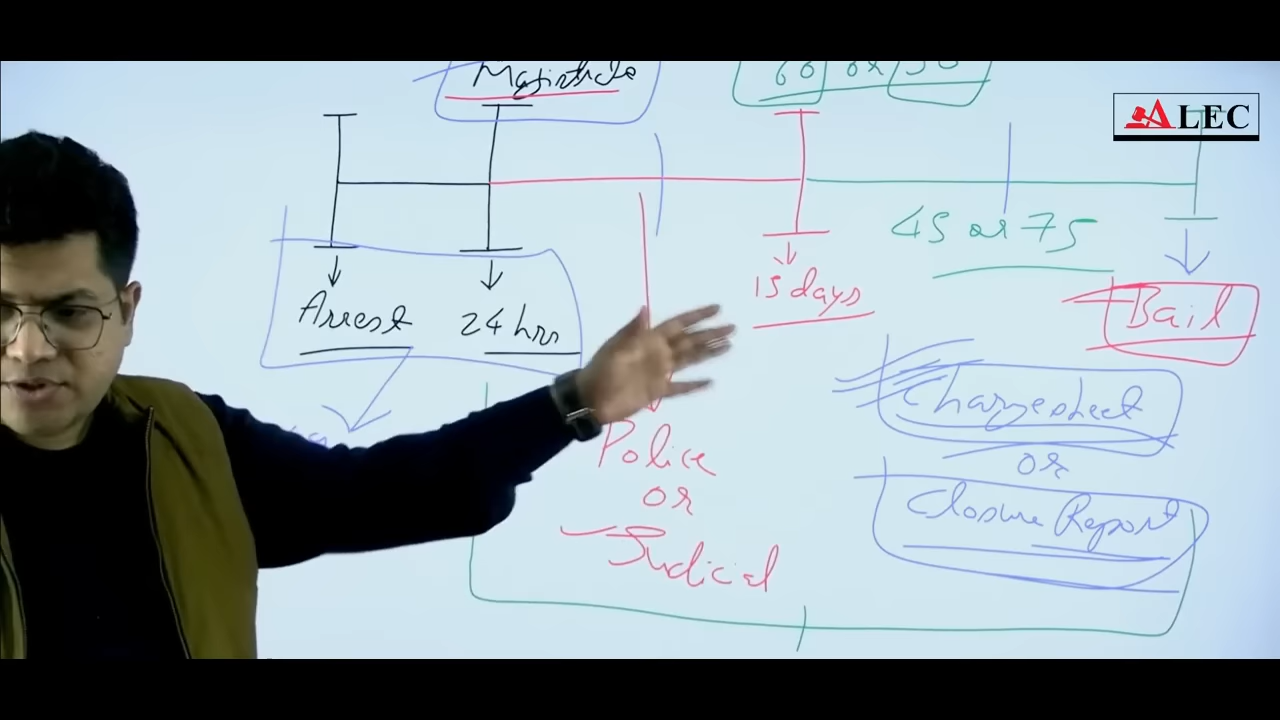 Magistrate
60 or 90
ALEC
45 or 75
15 days
Bail
Arrest
24 hrs
Chargesheet
or
Closure Report
Police
or
Judicial